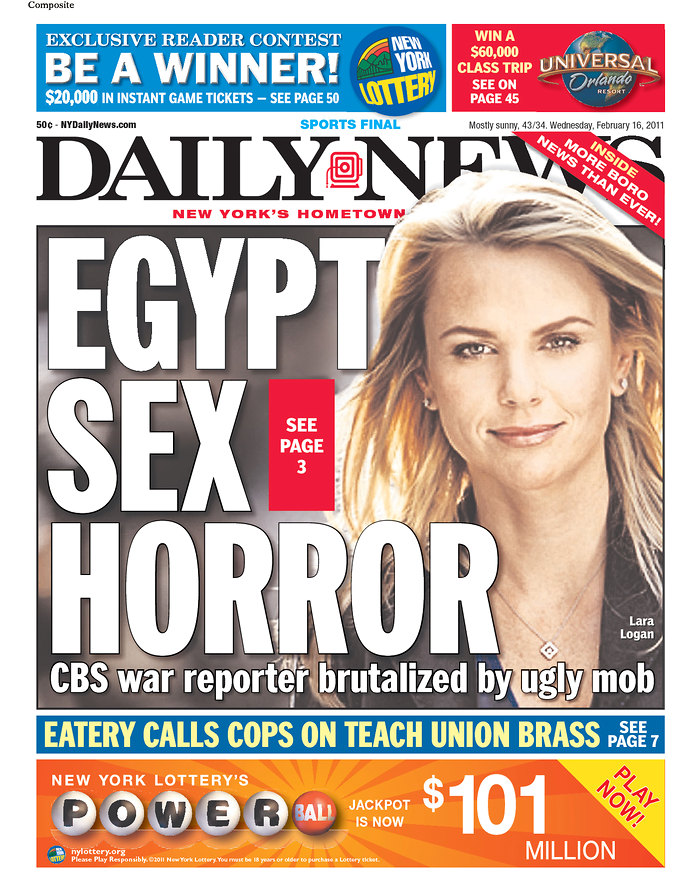 Composite
EXCLUSIVE READER CONTEST
BE A WINNER!
$20,000 IN INSTANT GAME TICKETS – SEE PAGE 50
NEW
YORK
LOTTERY
WIN A
$60,000
CLASS TRIP
SEE ON
PAGE 45
UNIVERSAL
Orlando
RESORT
50¢ - NYDailyNews.com
SPORTS FINAL
Mostly sunny, 43/34. Wednesday, February 16, 2011
DAILY NEWS
NEW YORK'S HOMETOWN
INSIDE
MORE BORO
NEWS THAN EVER!
EGYPT
SEX
HORROR
SEE
PAGE
3
Lara
Logan
CBS war reporter brutalized by ugly mob
EATERY CALLS COPS ON TEACH UNION BRASS
SEE
PAGE 7
NEW YORK LOTTERY'S
POWER BALL
JACKPOT
IS NOW
$101
MILLION
PLAY
NOW!
nylottery.org
Please Play Responsibly. ©2011 New York Lottery. You must be 18 years or older to purchase a Lottery ticket.